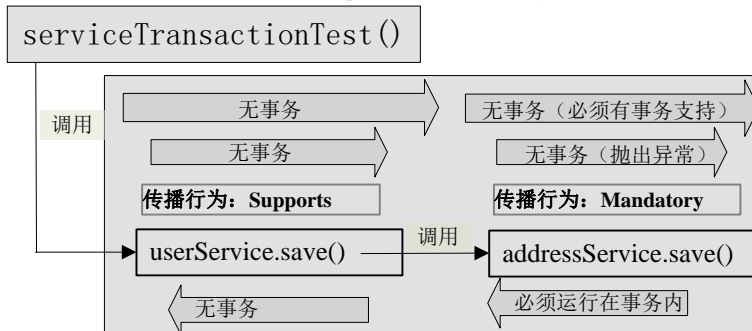 serviceTransactionTest()
调用
无事务
无事务（必须有事务支持）
无事务
无事务（抛出异常）
传播行为：Supports
传播行为：Mandatory
userService.save()
调用
addressService.save()
无事务
必须运行在事务内